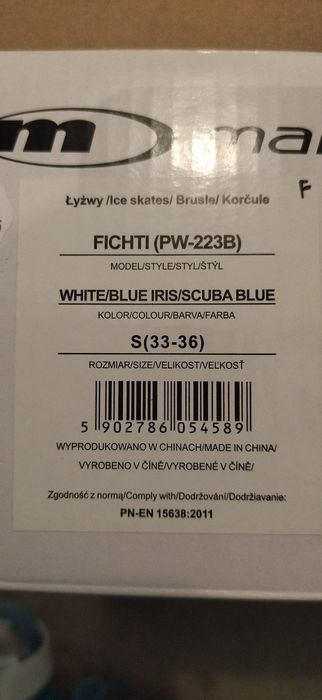 m mar
F
Łyżwy /Ice skates/ Brusle/ Korčule
FICHTI (PW-223B)
MODEL/STYLE/STYL/ŠTÝL
WHITE/BLUE IRIS/SCUBA BLUE
KOLOR/COLOUR/BARVA/FARBA
S(33-36)
ROZMIAR/SIZE/VELIKOST/VEĽKOSŤ
5 902786 054589
WYPRODUKOWANO W CHINACH/MADE IN CHINA/
VYROBENO V ČÍNĚ/VYROBENÉ V ČÍNĚ/
Zgodność z normą/Comply with/Dodržování/Dodržiavanie:
PN-EN 15638:2011